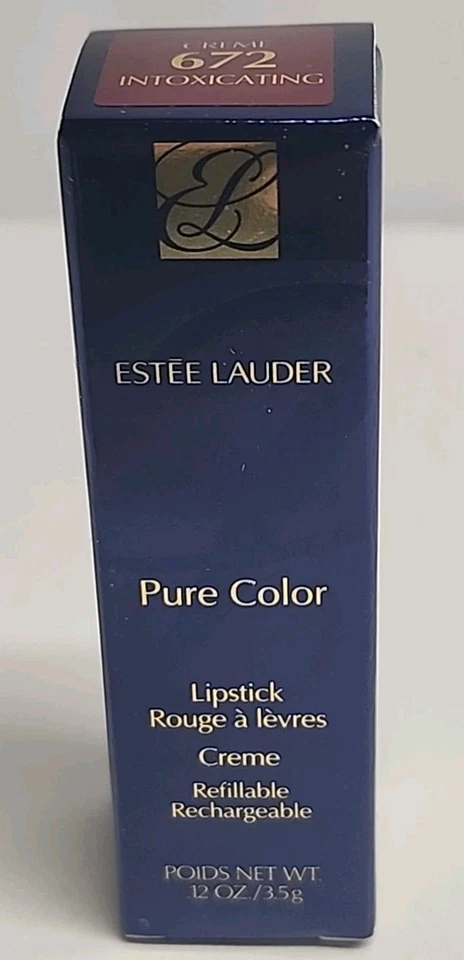 CREME
672
INTOXICATING
EL
ESTĒE LAUDER
Pure Color
Lipstick
Rouge à lèvres
Creme
Refillable
Rechargeable
POIDS NET WT.
.12 OZ./3.5g